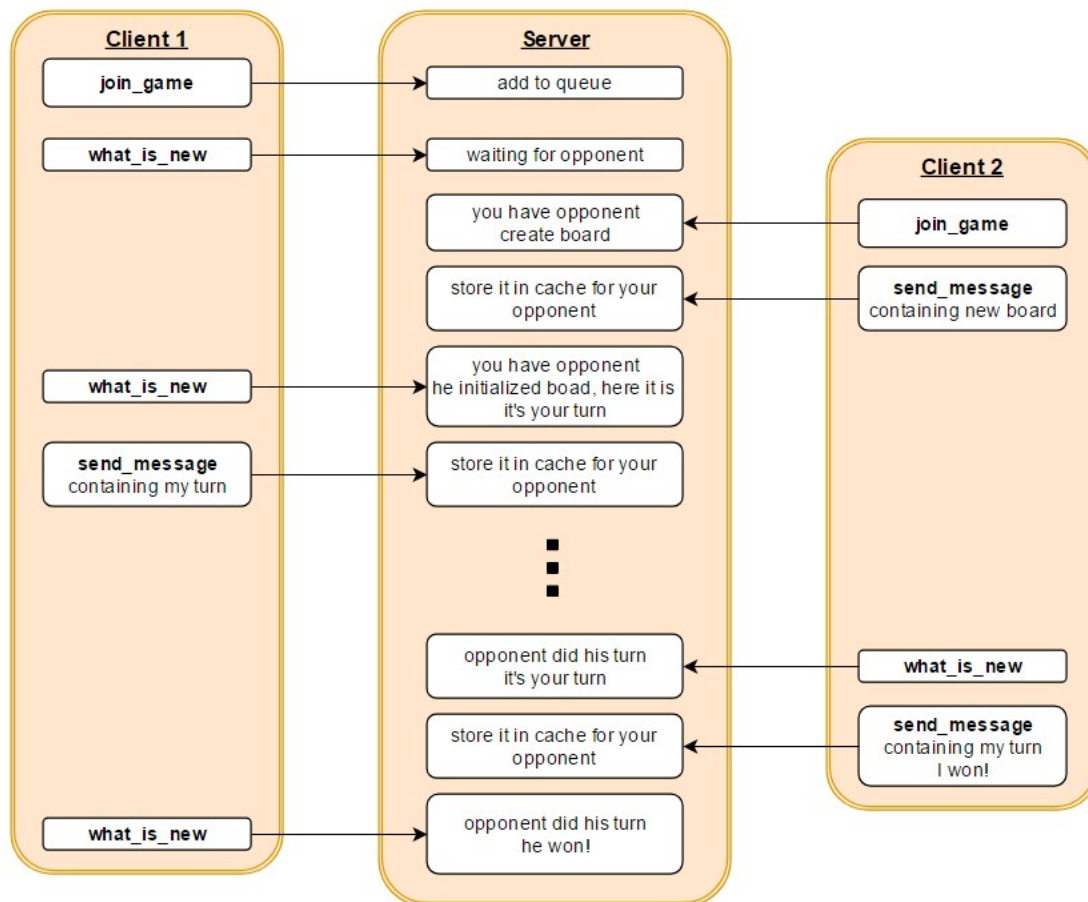 Client 1
Server
join_game
add to queue
what_is_new
waiting for opponent
Client 2
you have opponent
create board
join_game
store it in cache for your
opponent
send_message
containing new board
what_is_new
you have opponent
he initialized boad, here it is
it's your turn
send_message
containing my turn
store it in cache for your
opponent
opponent did his turn
it's your turn
what_is_new
store it in cache for your
opponent
send_message
containing my turn
I won!
what_is_new
opponent did his turn
he won!